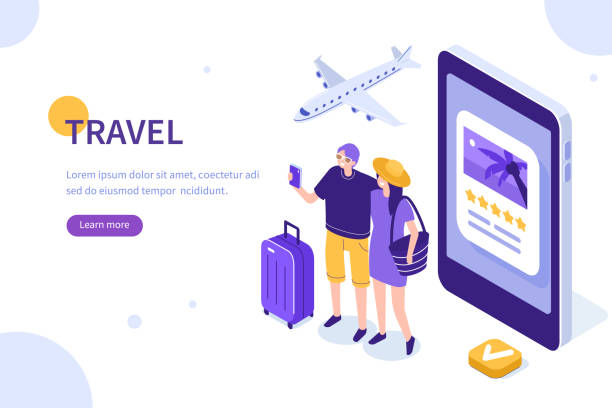 TRAVEL
Lorem ipsum dolor sit amet, coectetur adi
sed do eiusmod tempor ncididunt.
Learn more